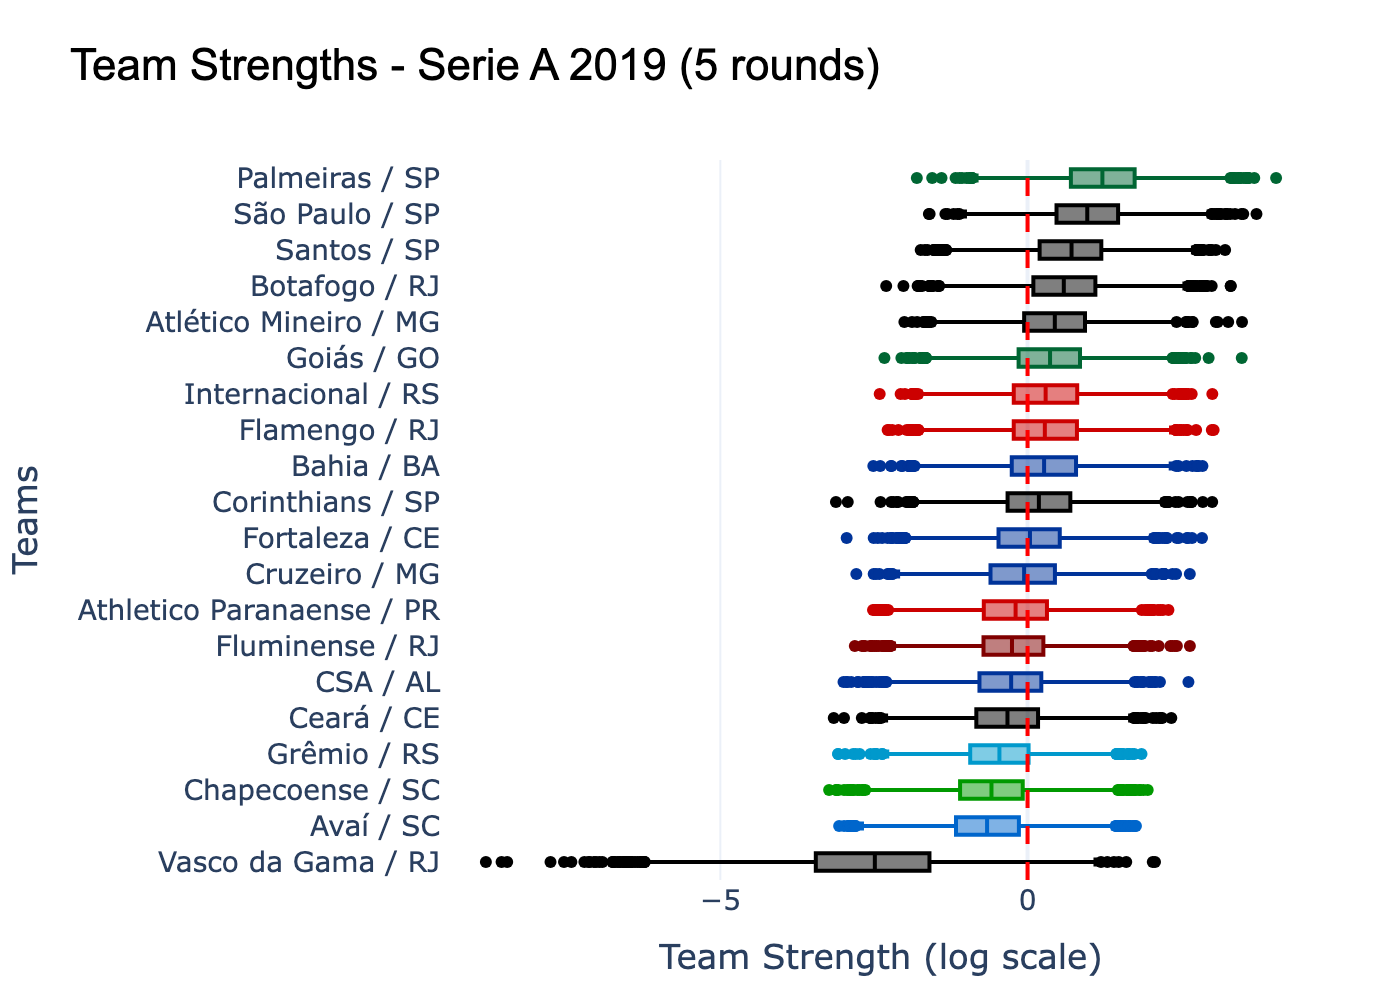 Team Strengths - Serie A 2019 (5 rounds)
Teams
Palmeiras / SP
São Paulo / SP
Santos / SP
Botafogo / RJ
Atlético Mineiro / MG
Goiás / GO
Internacional / RS
Flamengo / RJ
Bahia / BA
Corinthians / SP
Fortaleza / CE
Cruzeiro / MG
Athletico Paranaense / PR
Fluminense / RJ
CSA / AL
Ceará / CE
Grêmio / RS
Chapecoense / SC
Avaí / SC
Vasco da Gama / RJ
−5 0
Team Strength (log scale)